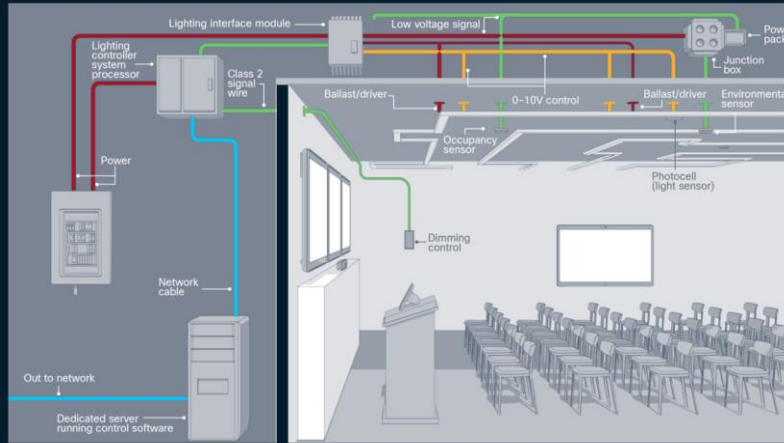 Lighting interface module
Low voltage signal
Power
pack
Junction
box
Lighting
controller
system
processor
Class 2
signal
wire
Ballast/driver
0-10V control
Ballast/driver
Environmental
sensor
Occupancy
sensor
Photocell
(light sensor)
Power
Dimming
control
Network
cable
Out to network
Dedicated server
running control software